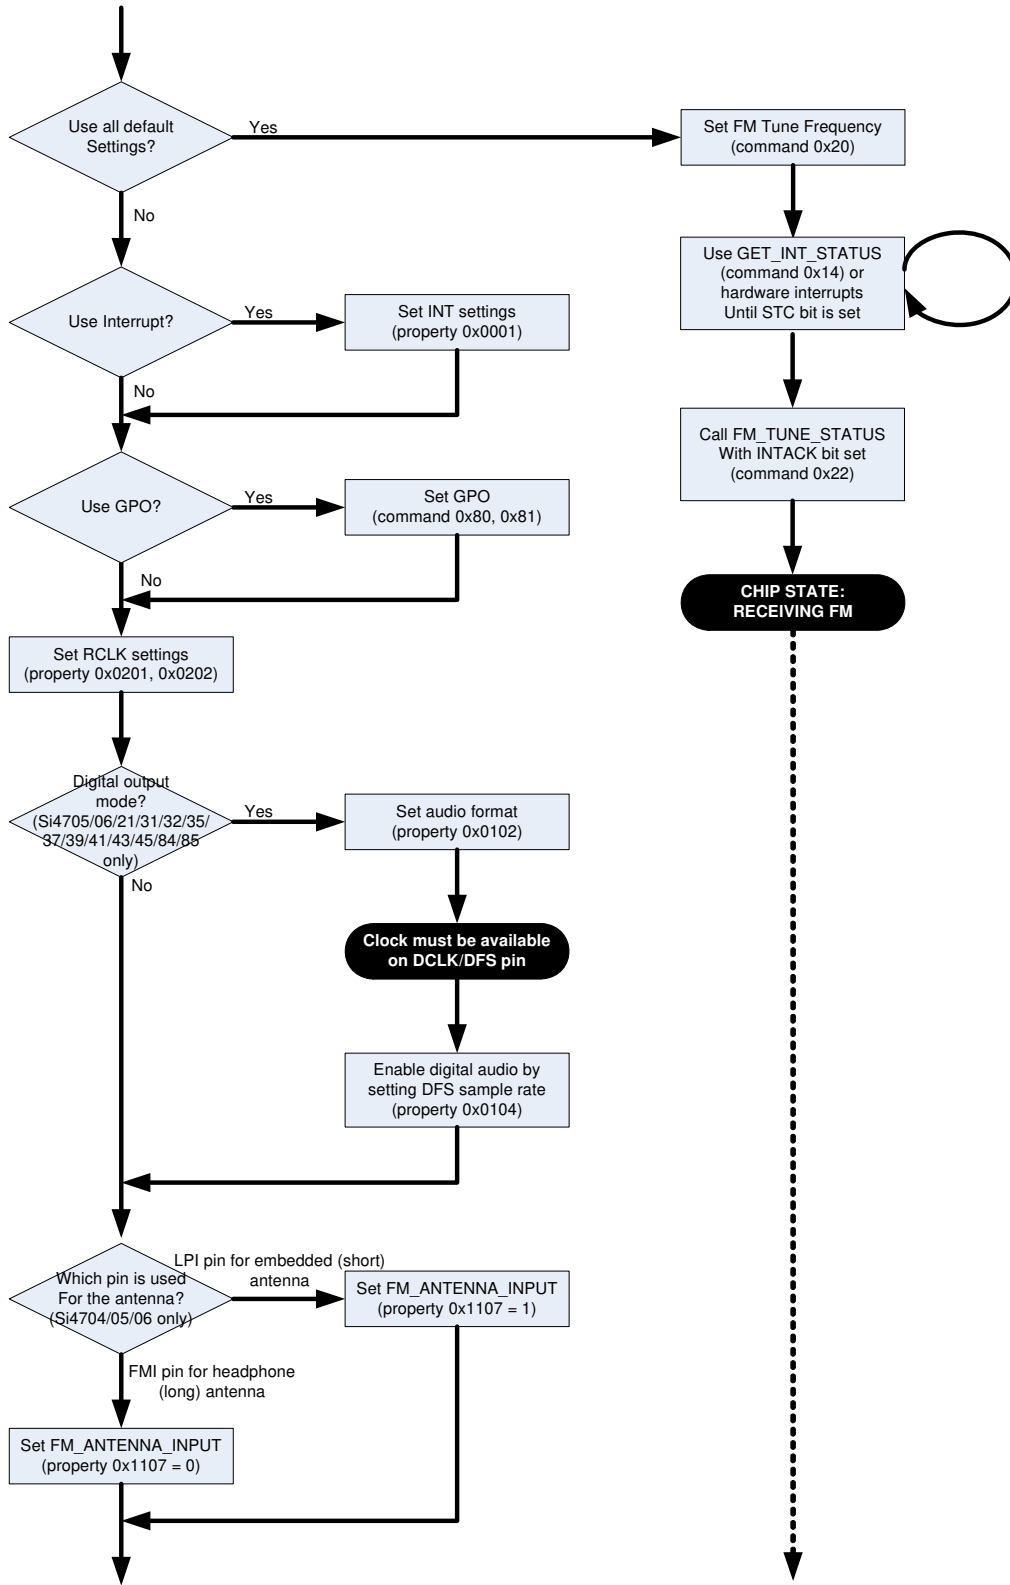 Use all default
Settings?
Yes
Set FM Tune Frequency
(command 0x20)
No
Use GET_INT_STATUS
(command 0x14) or
hardware interrupts
Until STC bit is set
Use Interrupt?
Yes
Set INT settings
(property 0x0001)
No
Call FM_TUNE_STATUS
With INTACK bit set
(command 0x22)
Use GPO?
Yes
Set GPO
(command 0x80, 0x81)
No
CHIP STATE:
RECEIVING FM
Set RCLK settings
(property 0x0201, 0x0202)
Digital output
mode?
(Si4705/06/21/31/32/35/
37/39/41/43/45/84/85
only)
Yes
Set audio format
(property 0x0102)
No
Clock must be available
on DCLK/DFS pin
Enable digital audio by
setting DFS sample rate
(property 0x0104)
Which pin is used
For the antenna?
(Si4704/05/06 only)
LPI pin for embedded (short)
antenna
Set FM_ANTENNA_INPUT
(property 0x1107 = 1)
FMI pin for headphone
(long) antenna
Set FM_ANTENNA_INPUT
(property 0x1107 = 0)